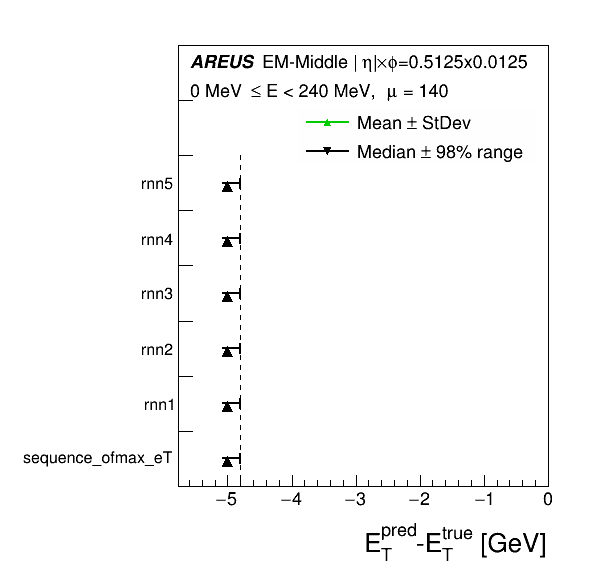 AREUS EM-Middle | η|×ϕ=0.5125x0.0125
0 MeV ≤ E < 240 MeV, μ = 140
Mean ± StDev
Median ± 98% range
rnn5
rnn4
rnn3
rnn2
rnn1
sequence_ofmax_eT
−5 −4 −3 −2 −1 0
E_T^pred-E_T^true [GeV]